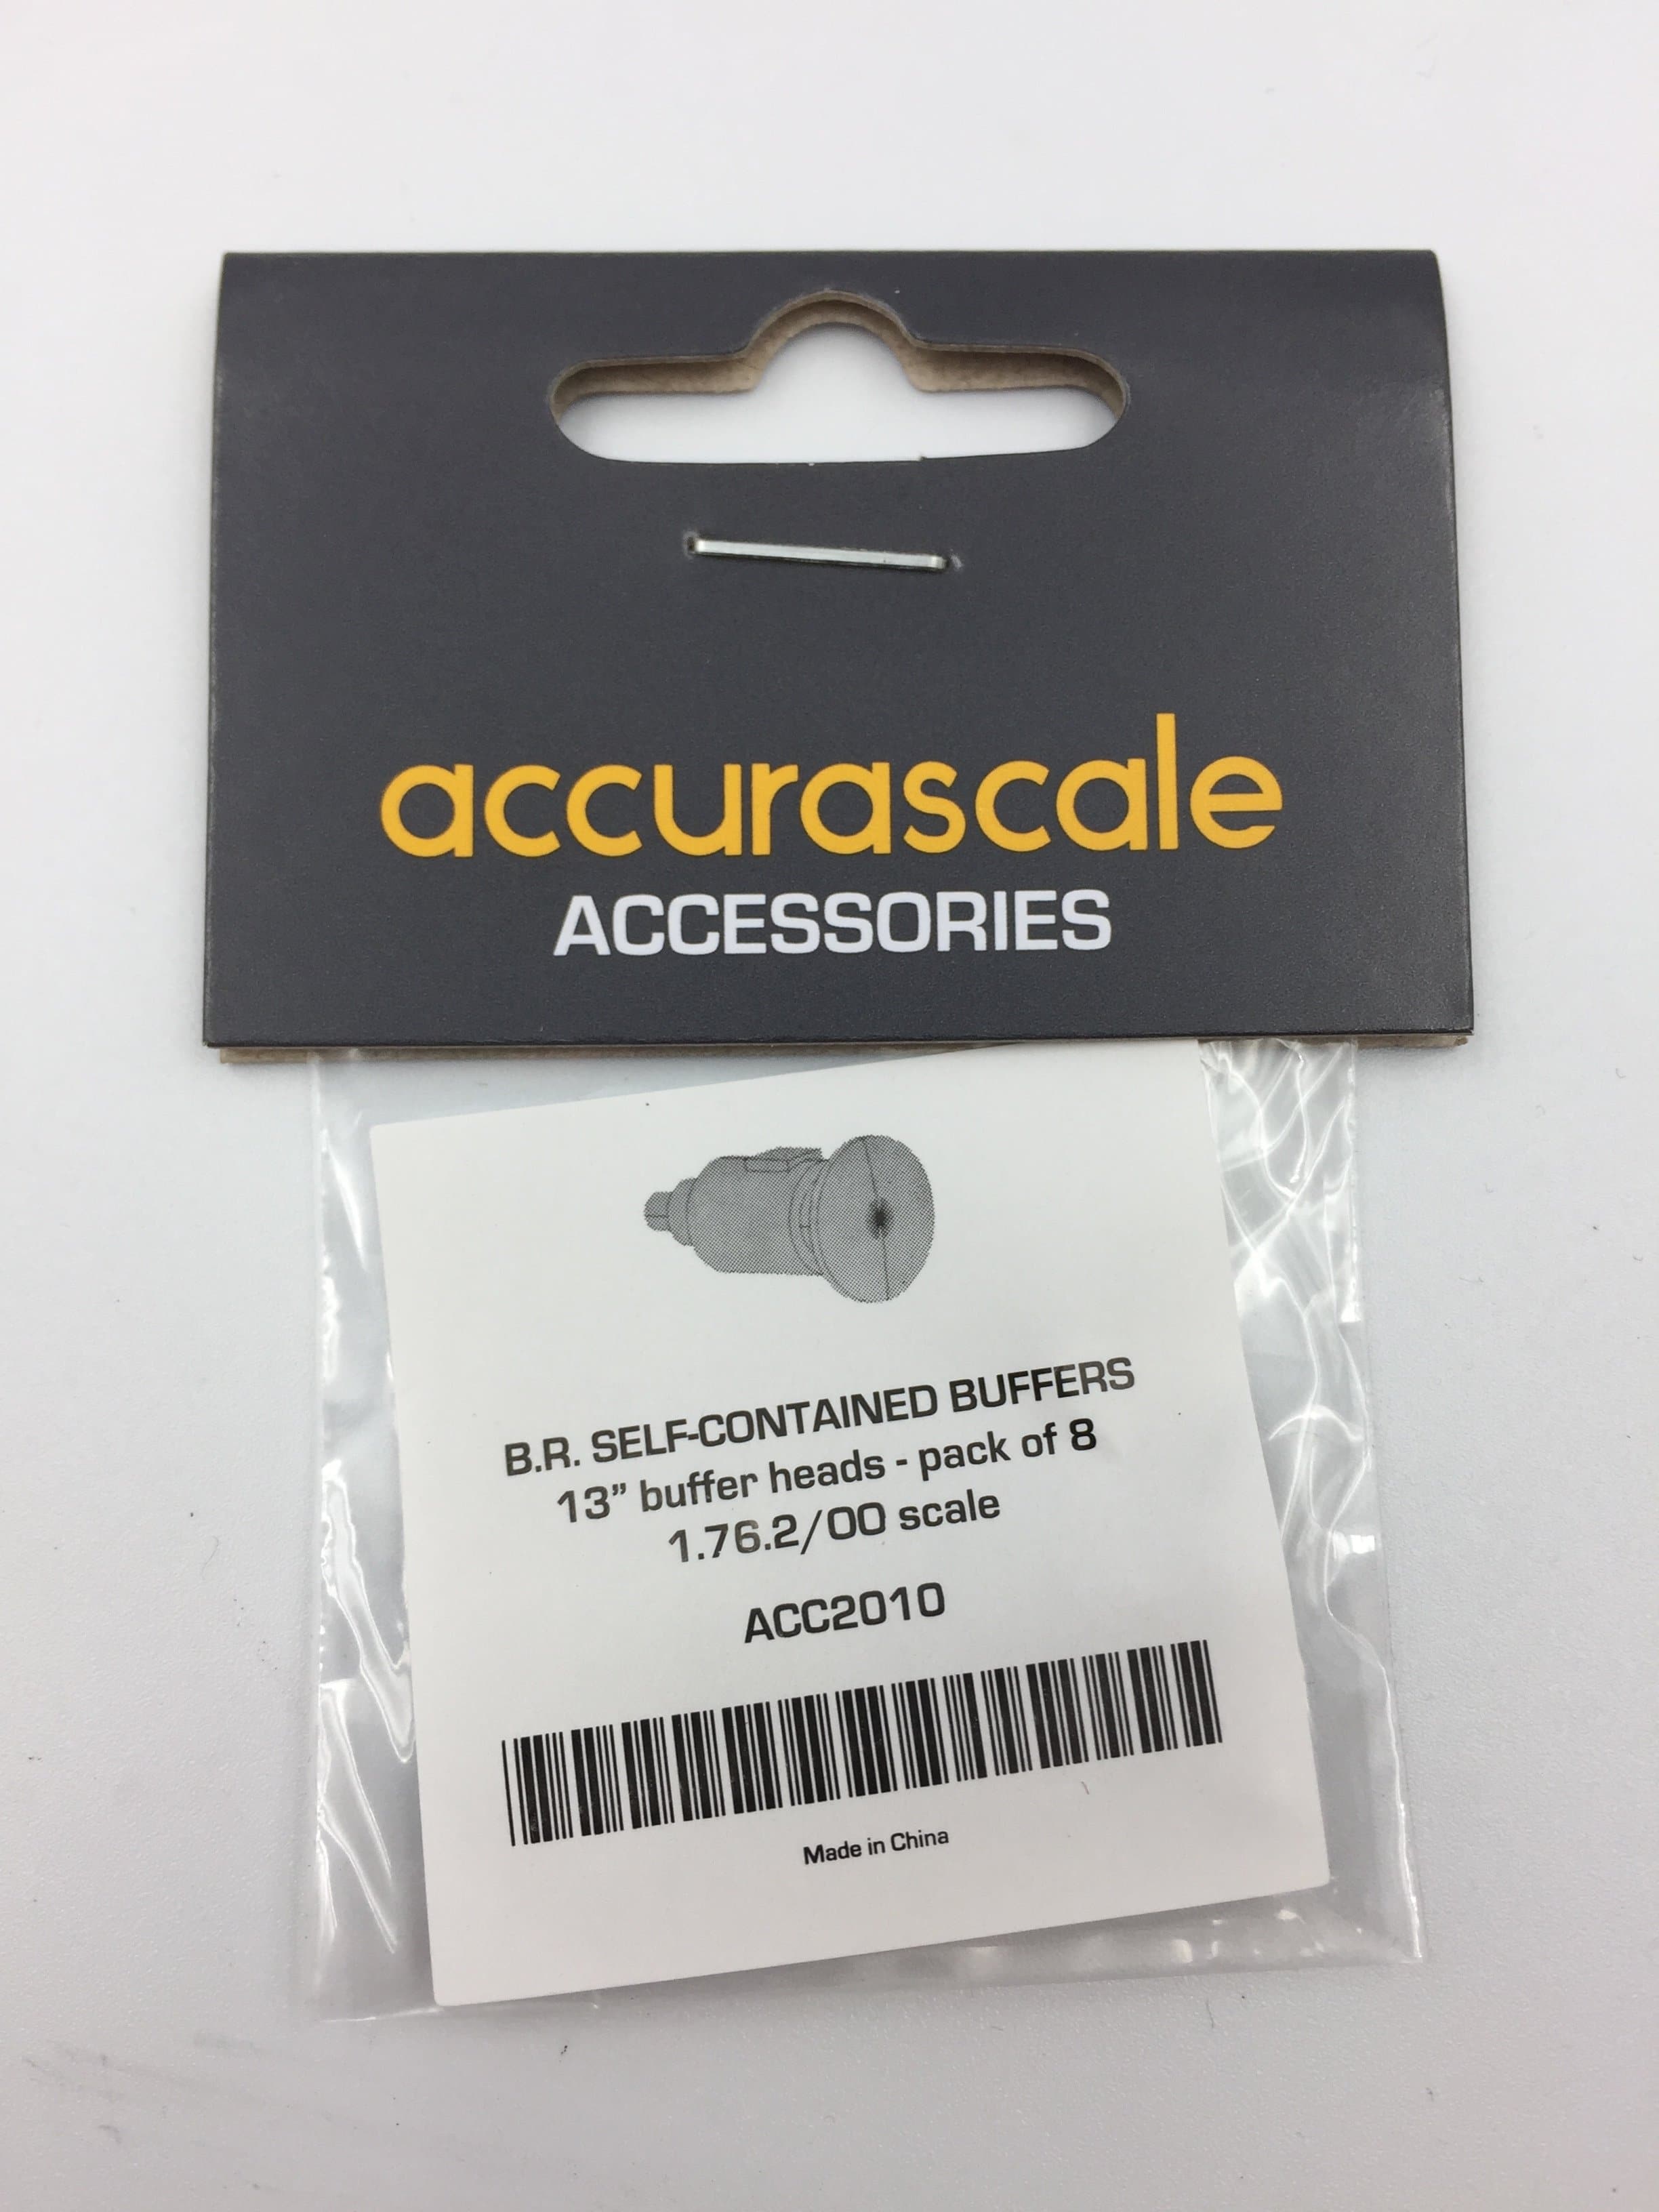 accurascale
ACCESSORIES
B.R. SELF-CONTAINED BUFFERS
13” buffer heads - pack of 8
1.76.2/OO scale
ACC2010
Made in China